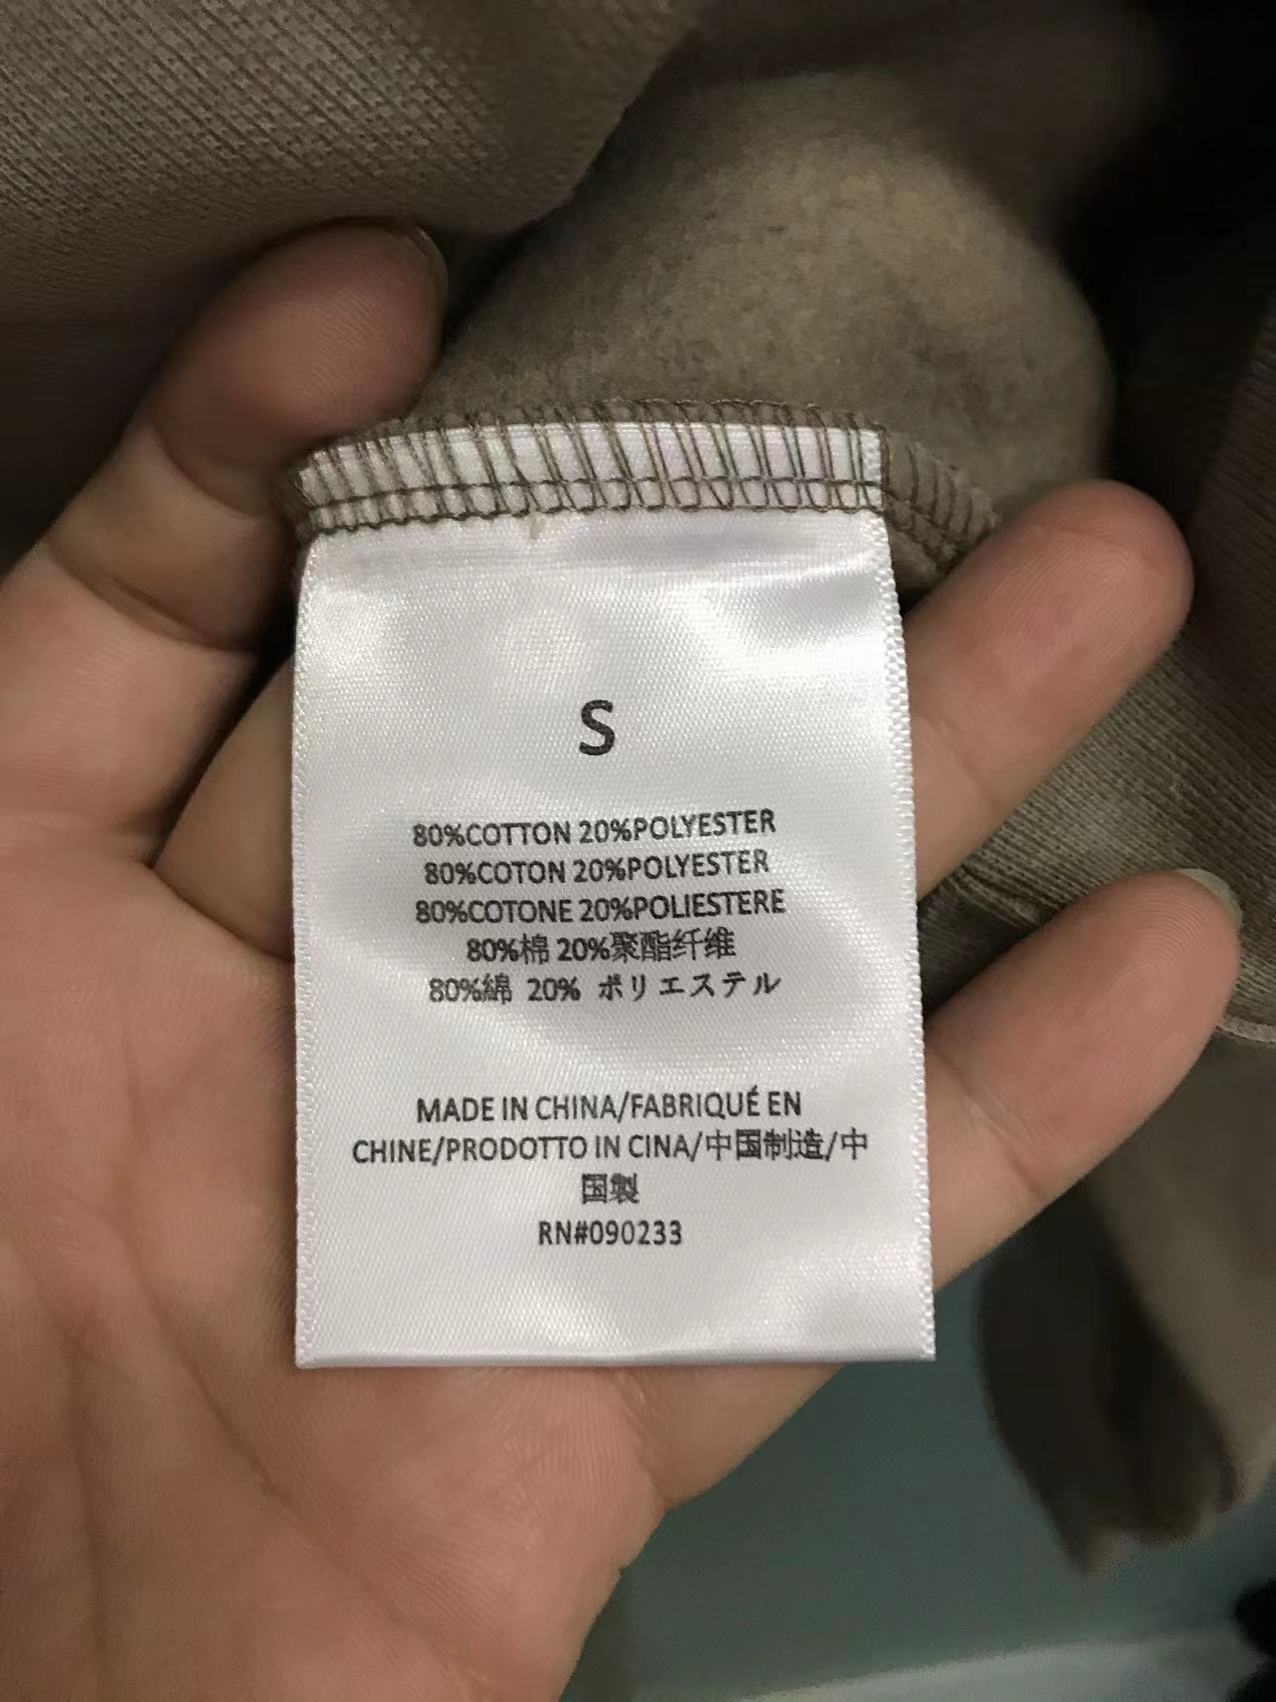 S
80%COTTON 20%POLYESTER
80%COTON 20%POLYESTER
80%COTONE 20%POLIESTERE
80%棉 20%聚酯纤维
80%綿 20% ポリエステル
MADE IN CHINA/FABRIQUÉ EN
CHINE/PRODOTTO IN CINA/中国制造/中
国製
RN#090233